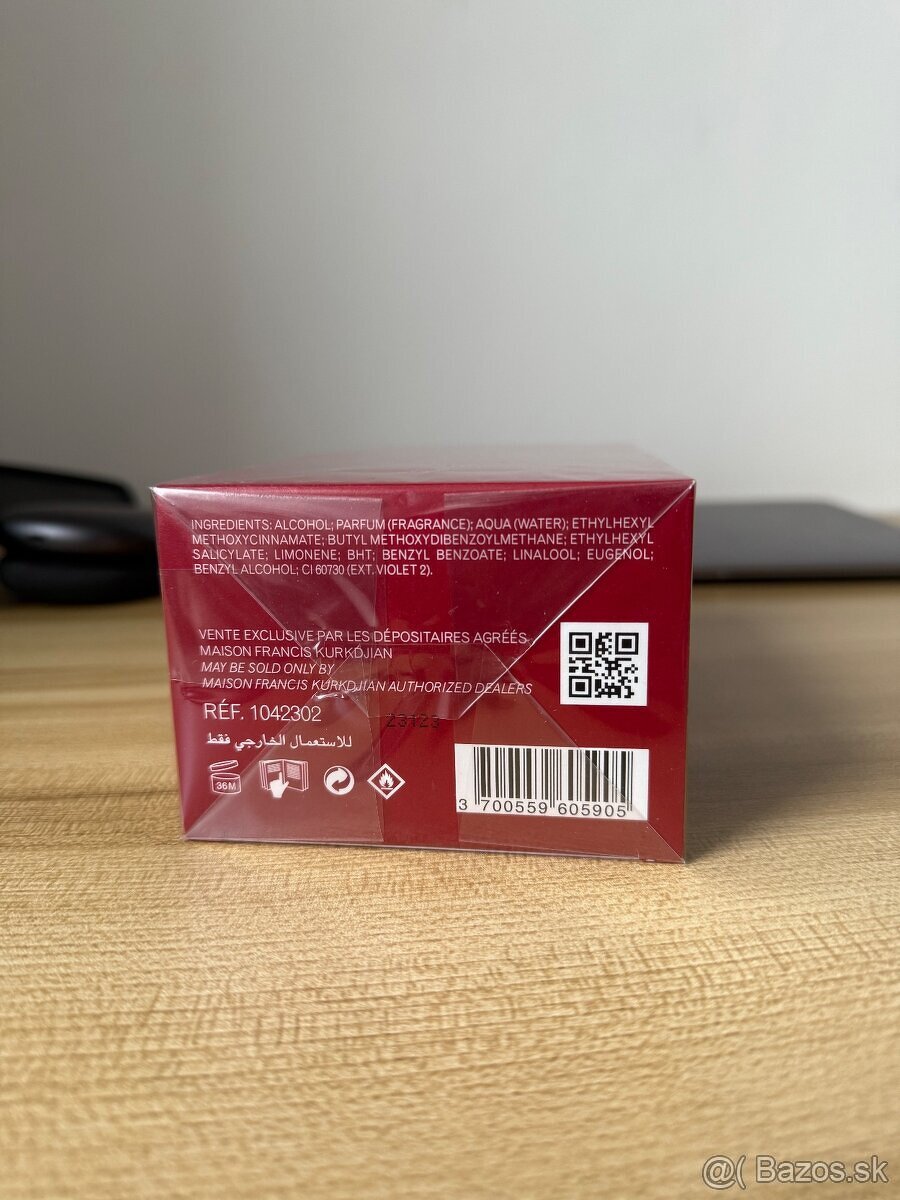 INGREDIENTS: ALCOHOL; PARFUM (FRAGRANCE); AQUA (WATER); ETHYLHEXYL
METHOXYCINNAMATE; BUTYL METHOXYDIBENZOYLMETHANE; ETHYLHEXYL
SALICYLATE; LIMONENE; BHT; BENZYL BENZOATE; LINALOOL; EUGENOL;
BENZYL ALCOHOL; CI 60730 (EXT. VIOLET 2).
VENTE EXCLUSIVE PAR LES DÉPOSITAIRES AGRÉÉS
MAISON FRANCIS KURKDJIAN
MAY BE SOLD ONLY BY
MAISON FRANCIS KURKDJIAN AUTHORIZED DEALERS
RÉF. 1042302
23123
للاستعمال الخارجي فقط
36M
3 700559 605905
@( Bazos.sk